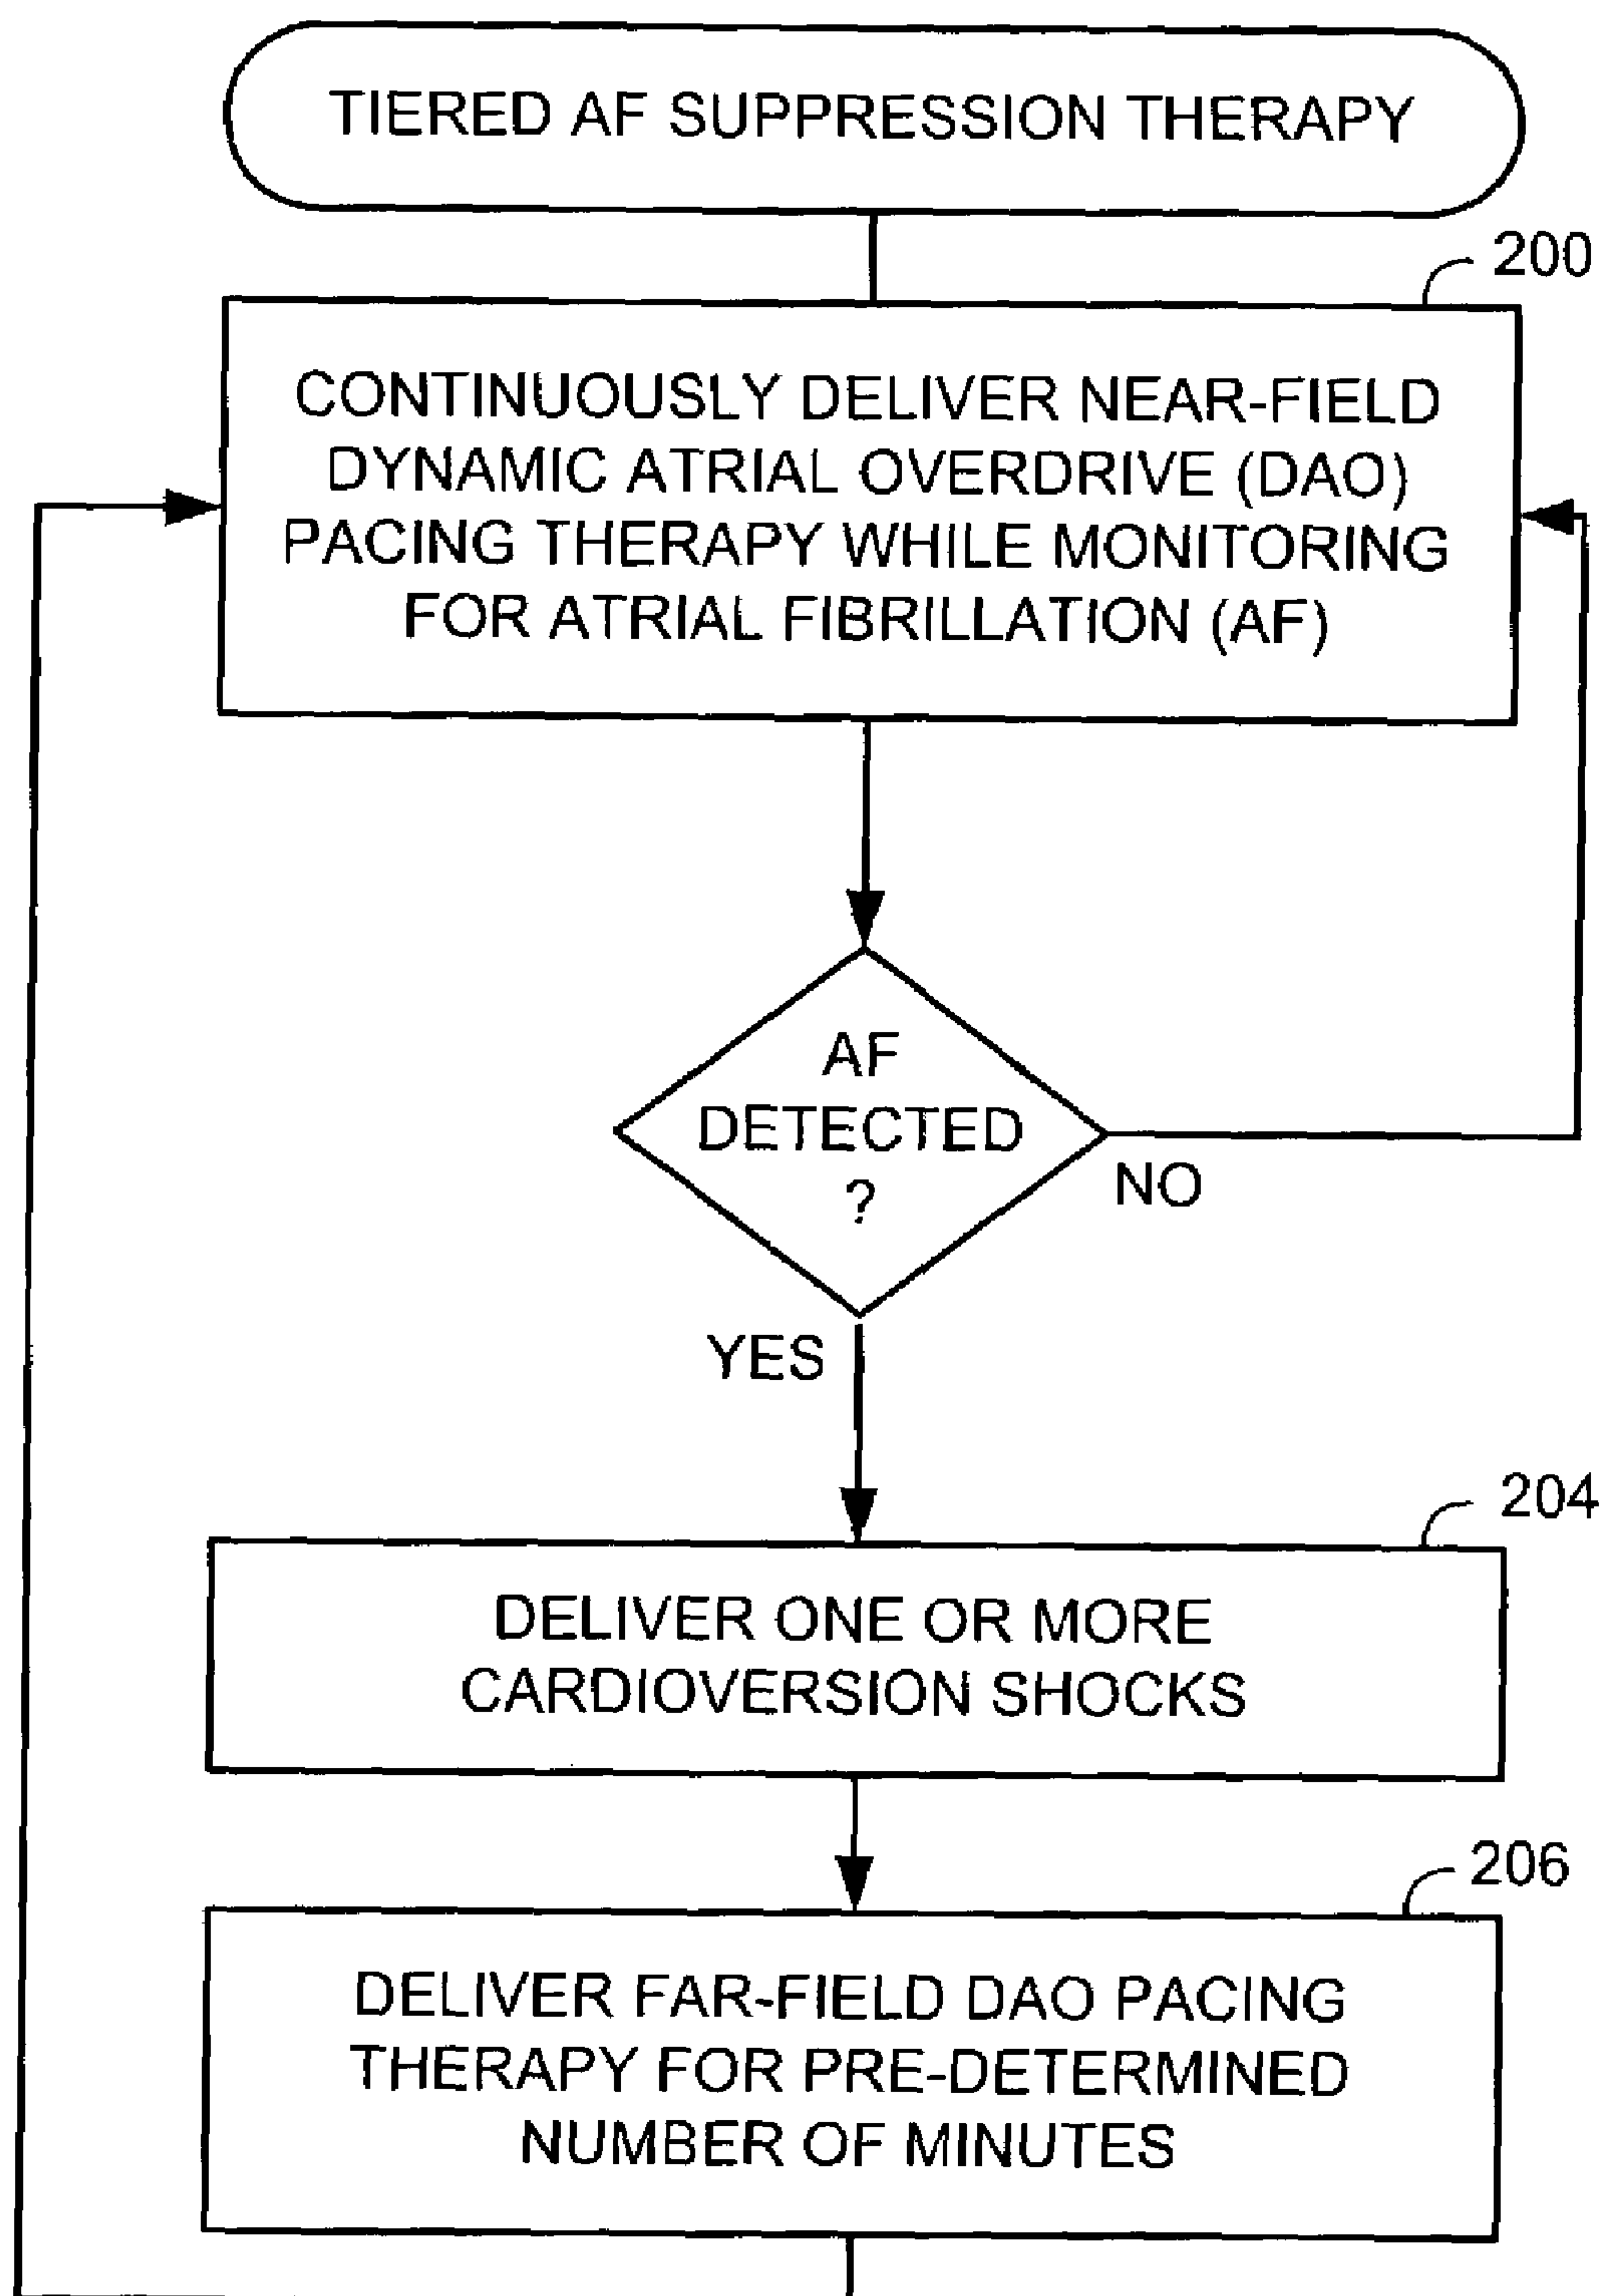 TIERED AF SUPPRESSION THERAPY
200
CONTINUOUSLY DELIVER NEAR-FIELD
DYNAMIC ATRIAL OVERDRIVE (DAO)
PACING THERAPY WHILE MONITORING
FOR ATRIAL FIBRILLATION (AF)
AF
DETECTED
?
NO
YES
204
DELIVER ONE OR MORE
CARDIOVERSION SHOCKS
206
DELIVER FAR-FIELD DAO PACING
THERAPY FOR PRE-DETERMINED
NUMBER OF MINUTES